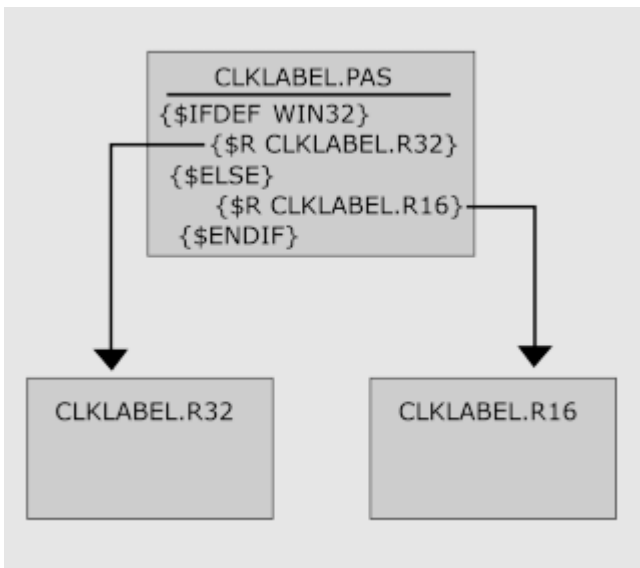 CLKLABEL.PAS
{$IFDEF WIN32}
{$R CLKLABEL.R32}
{$ELSE}
{$R CLKLABEL.R16}
{$ENDIF}
CLKLABEL.R32
CLKLABEL.R16